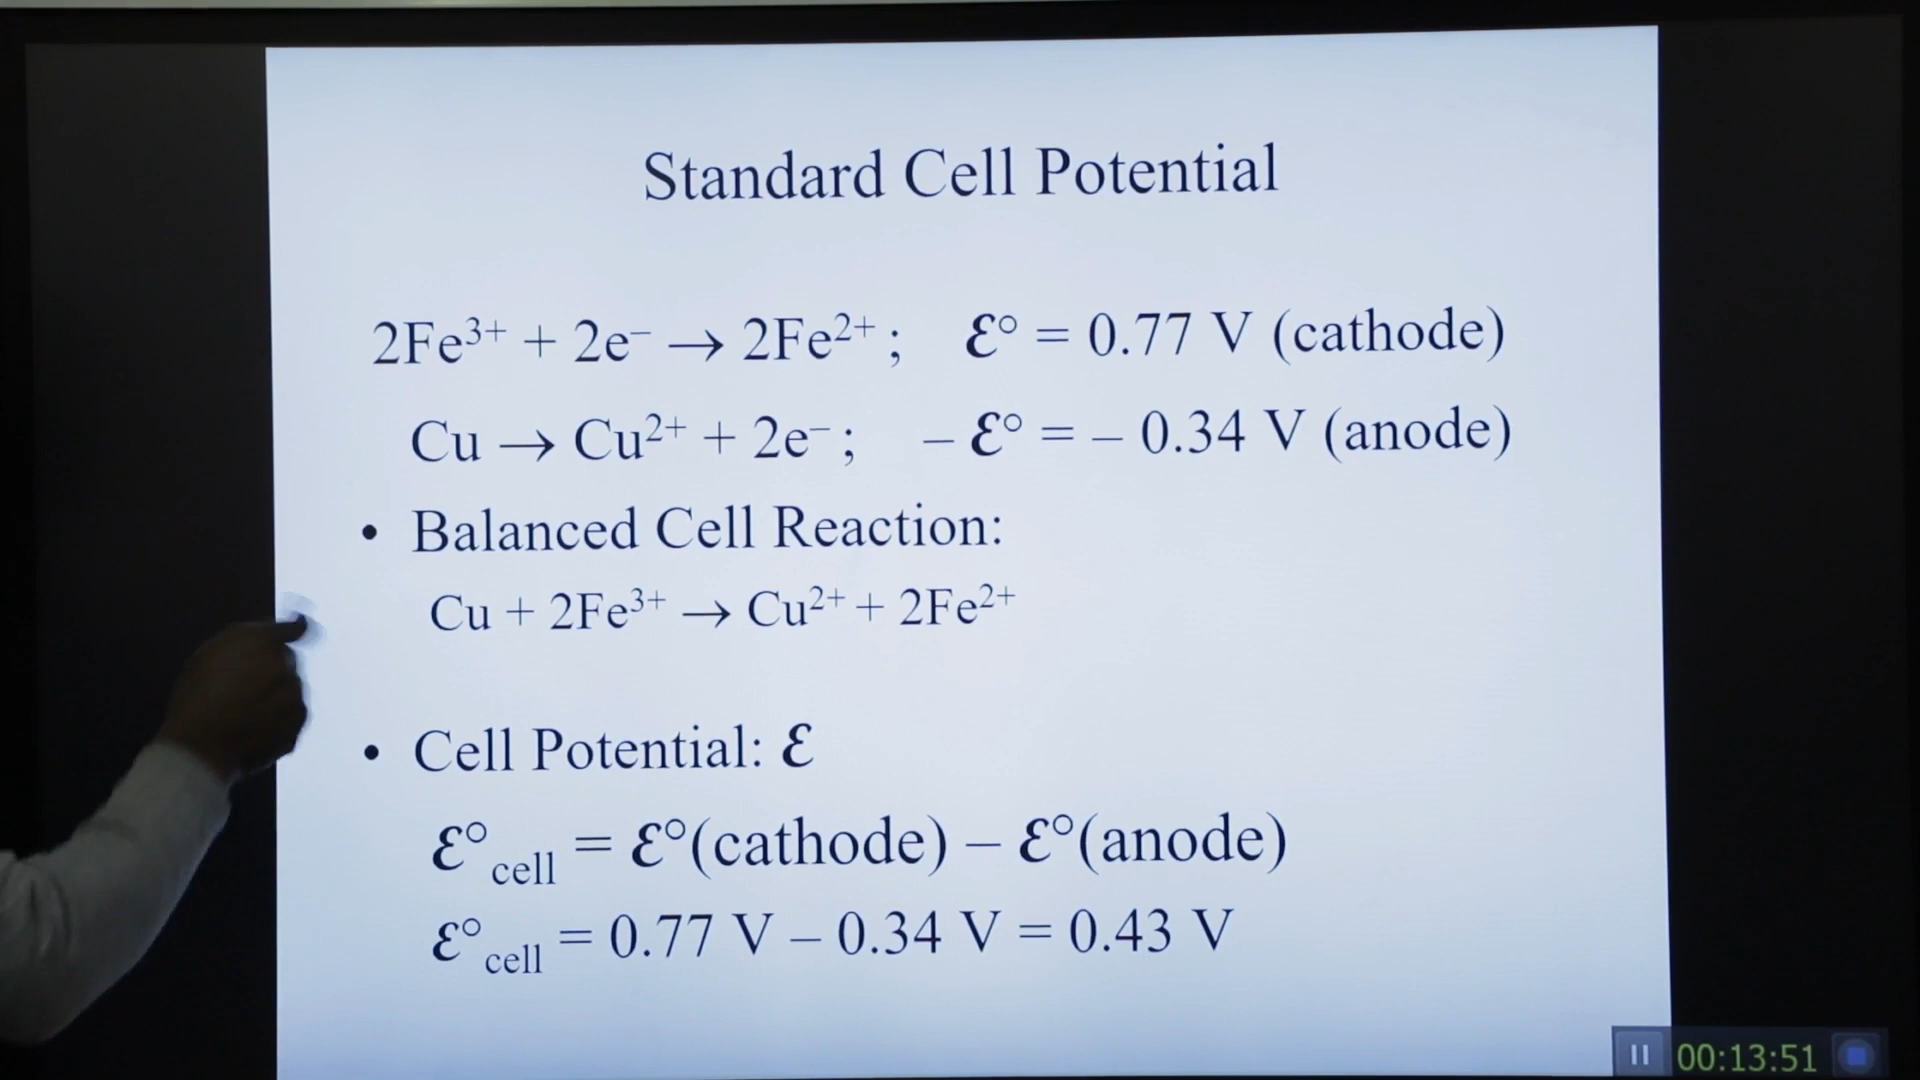 Standard Cell Potential
2Fe³⁺ + 2e⁻ → 2Fe²⁺ ; ℰ° = 0.77 V (cathode)
Cu → Cu²⁺ + 2e⁻ ; – ℰ° = – 0.34 V (anode)
• Balanced Cell Reaction:
Cu + 2Fe³⁺ → Cu²⁺ + 2Fe²⁺
• Cell Potential: ℰ
ℰ°cell = ℰ°(cathode) – ℰ°(anode)
ℰ°cell = 0.77 V – 0.34 V = 0.43 V
00:13:51